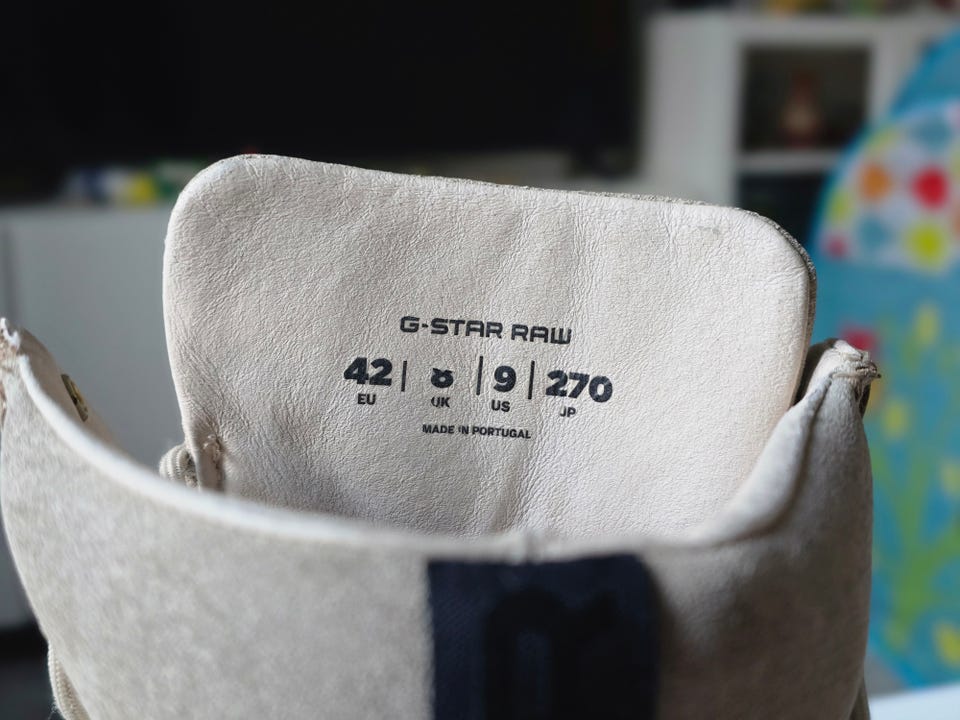 G-STAR RAW
42 | 8 | 9 | 270
EU UK US JP
MADE IN PORTUGAL